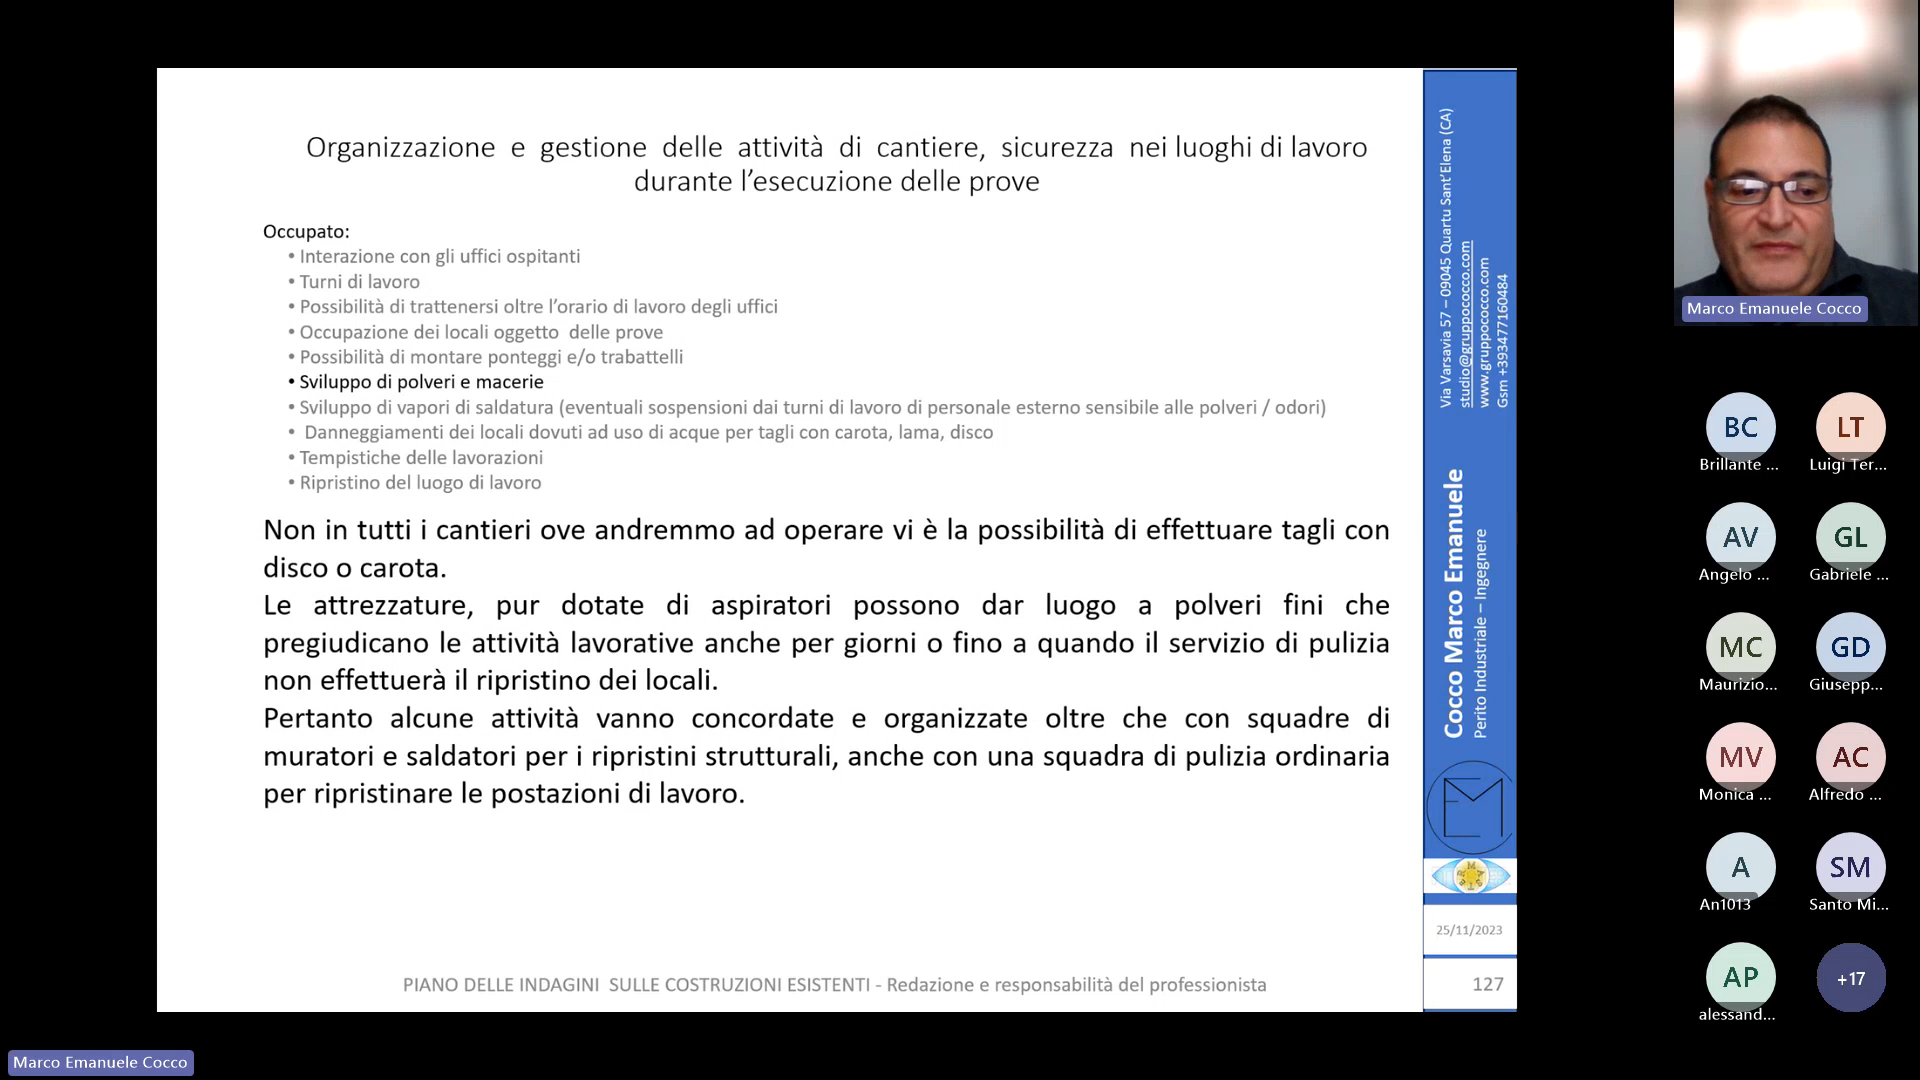 Organizzazione e gestione delle attività di cantiere, sicurezza nei luoghi di lavoro
durante l’esecuzione delle prove
Occupato:
• Interazione con gli uffici ospitanti
• Turni di lavoro
• Possibilità di trattenersi oltre l’orario di lavoro degli uffici
• Occupazione dei locali oggetto delle prove
• Possibilità di montare ponteggi e/o trabattelli
• Sviluppo di polveri e macerie
• Sviluppo di vapori di saldatura (eventuali sospensioni dai turni di lavoro di personale esterno sensibile alle polveri / odori)
• Danneggiamenti dei locali dovuti ad uso di acque per tagli con carota, lama, disco
• Tempistiche delle lavorazioni
• Ripristino del luogo di lavoro
Non in tutti i cantieri ove andremmo ad operare vi è la possibilità di effettuare tagli con
disco o carota.
Le attrezzature, pur dotate di aspiratori possono dar luogo a polveri fini che
pregiudicano le attività lavorative anche per giorni o fino a quando il servizio di pulizia
non effettuerà il ripristino dei locali.
Pertanto alcune attività vanno concordate e organizzate oltre che con squadre di
muratori e saldatori per i ripristini strutturali, anche con una squadra di pulizia ordinaria
per ripristinare le postazioni di lavoro.
PIANO DELLE INDAGINI SULLE COSTRUZIONI ESISTENTI - Redazione e responsabilità del professionista
Via Varsavia 57 – 09045 Quartu Sant’Elena (CA)
studio@gruppococco.com
www.gruppococco.com
Gsm +393477160484
Cocco Marco Emanuele
Perito Industriale – Ingegnere
25/11/2023
127
Marco Emanuele Cocco
BC
Brillante ...
LT
Luigi Ter...
AV
Angelo ...
GL
Gabriele ...
MC
Maurizio...
GD
Giusepp...
MV
Monica ...
AC
Alfredo ...
A
An1013
SM
Santo Mi...
AP
alessand...
+17
Marco Emanuele Cocco